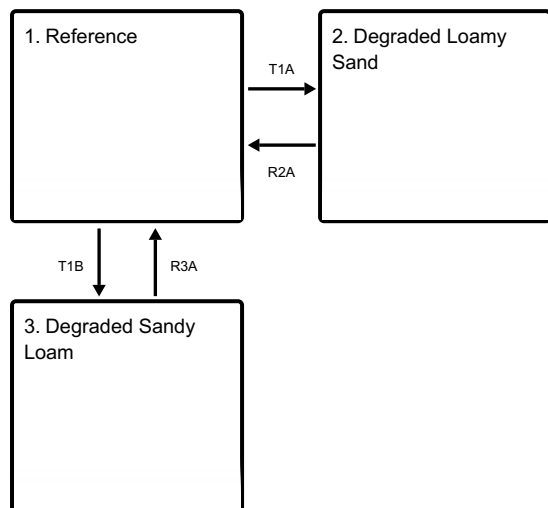 1. Reference
2. Degraded Loamy
Sand
T1A
R2A
T1B
R3A
3. Degraded Sandy
Loam